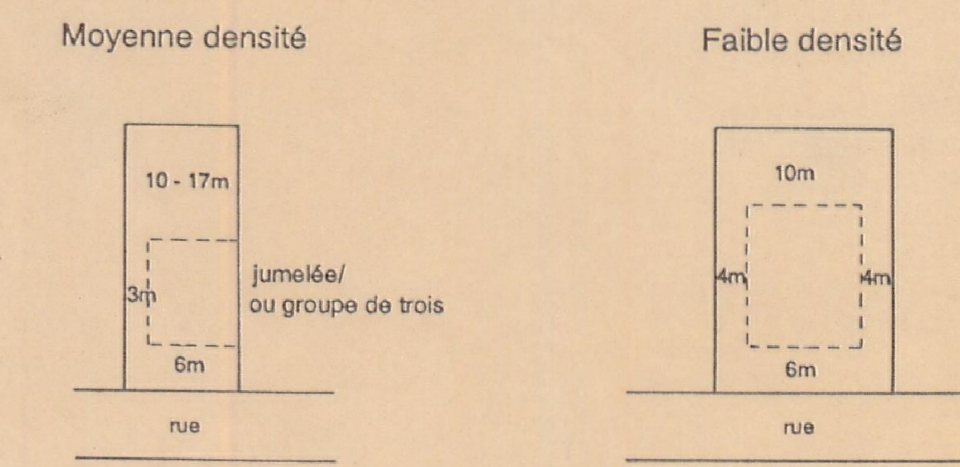 Moyenne densité
10 - 17m
3m
jumelée/
ou groupe de trois
6m
rue
Faible densité
10m
4m
4m
6m
rue